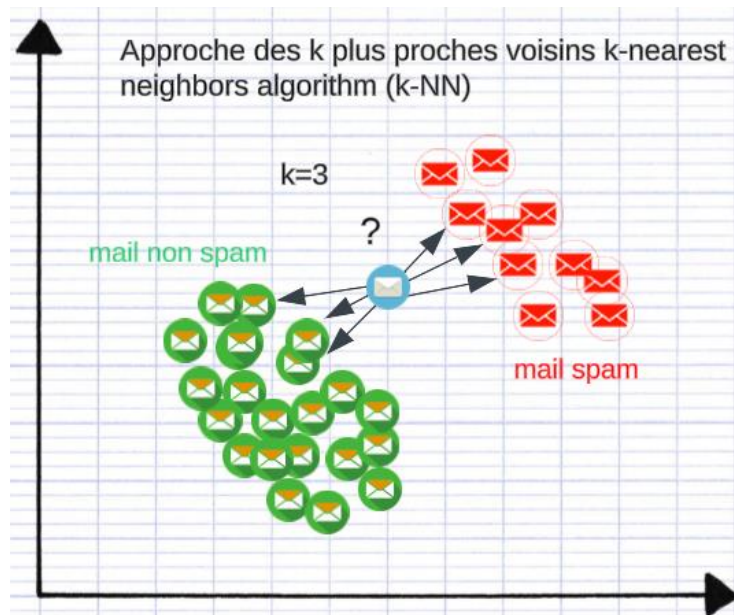 Approche des k plus proches voisins k-nearest
neighbors algorithm (k-NN)
k=3
?
mail non spam
mail spam